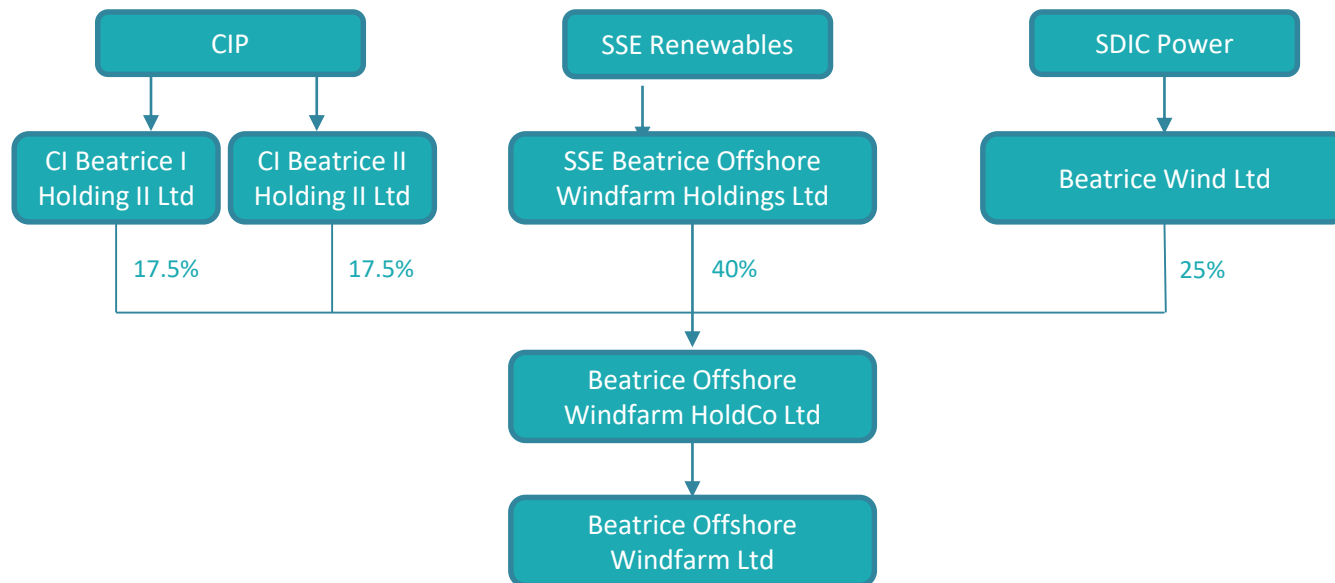 CIP
SSE Renewables
SDIC Power
CI Beatrice I
Holding II Ltd
CI Beatrice II
Holding II Ltd
SSE Beatrice Offshore
Windfarm Holdings Ltd
Beatrice Wind Ltd
17.5%
17.5%
40%
25%
Beatrice Offshore
Windfarm HoldCo Ltd
Beatrice Offshore
Windfarm Ltd